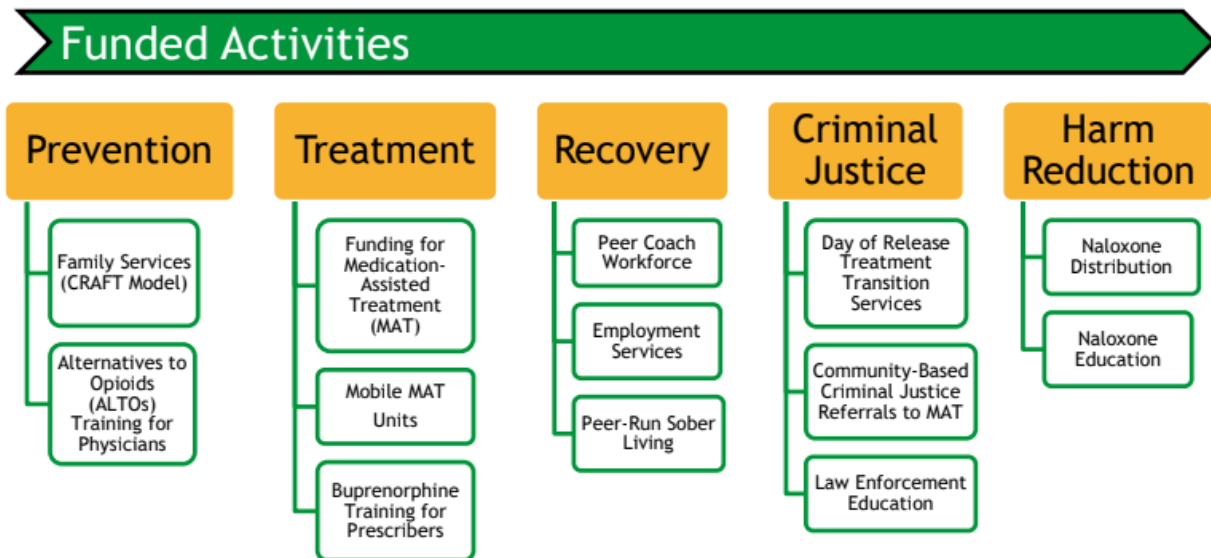 Funded Activities
Prevention
Family Services
(CRAFT Model)
Alternatives to
Opioids
(ALTOs)
Training for
Physicians
Treatment
Funding for
Medication-
Assisted
Treatment
(MAT)
Mobile MAT
Units
Buprenorphine
Training for
Prescribers
Recovery
Peer Coach
Workforce
Employment
Services
Peer-Run Sober
Living
Criminal
Justice
Day of Release
Treatment
Transition
Services
Community-Based
Criminal Justice
Referrals to MAT
Law Enforcement
Education
Harm
Reduction
Naloxone
Distribution
Naloxone
Education